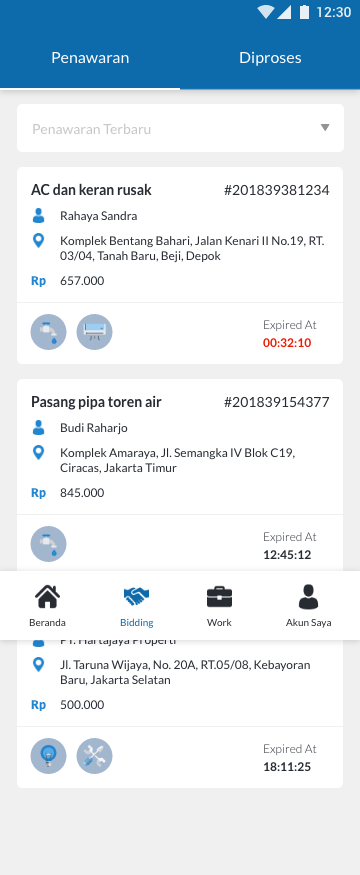 12:30
Penawaran
Diproses
Penawaran Terbaru
AC dan keran rusak
#201839381234
Rahaya Sandra
Komplek Bentang Bahari, Jalan Kenari II No.19, RT.
03/04, Tanah Baru, Beji, Depok
Rp 657.000
Expired At
00:32:10
Pasang pipa toren air
#201839154377
Budi Raharjo
Komplek Amaraya, Jl. Semangka IV Blok C19,
Ciracas, Jakarta Timur
Rp 845.000
Expired At
12:45:12
Beranda
Bidding
Work
Akun Saya
PT. Hartajaya Properti
Jl. Taruna Wijaya, No. 20A, RT.05/08, Kebayoran
Baru, Jakarta Selatan
Rp 500.000
Expired At
18:11:25